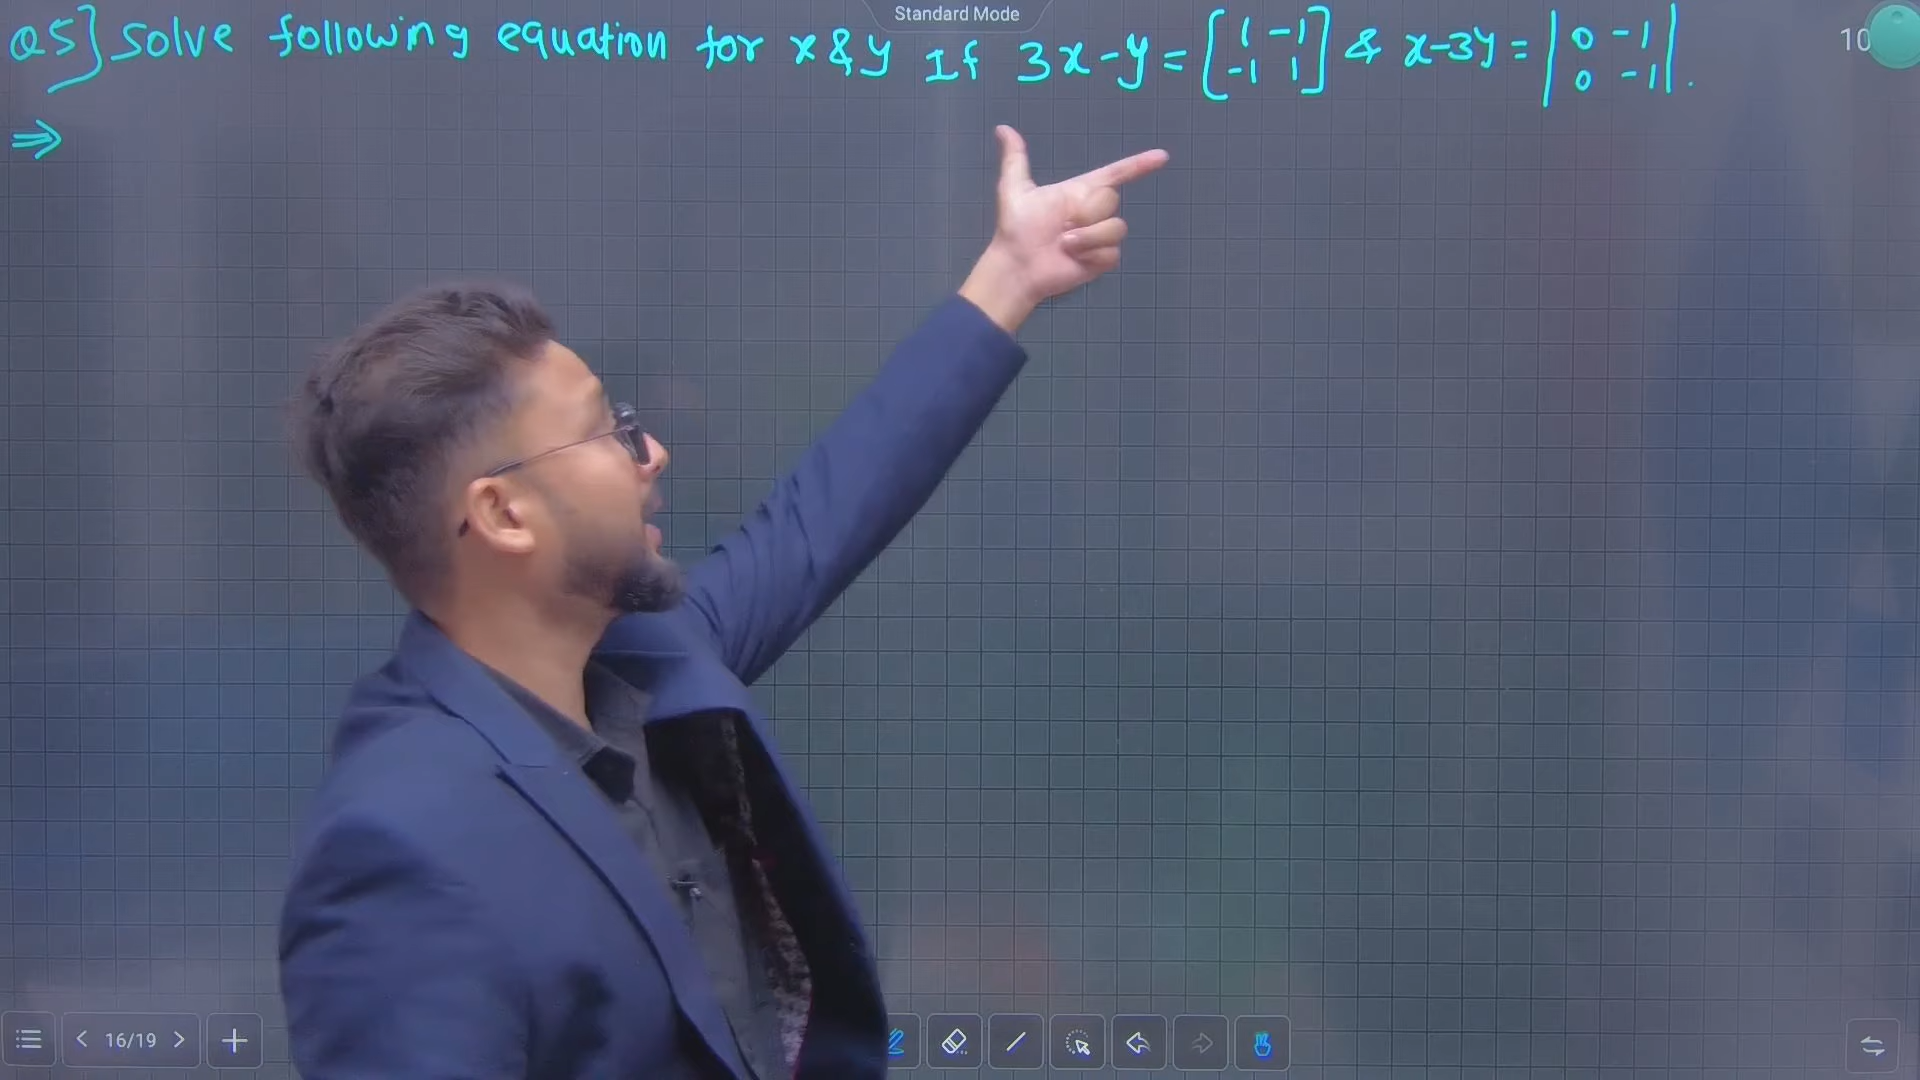 Standard Mode
Q5] Solve following equation for x & y If 3x-y = [1 -1 -1 1] & x-3y = |0 -1 0 -1|.
10
⇒
16/19